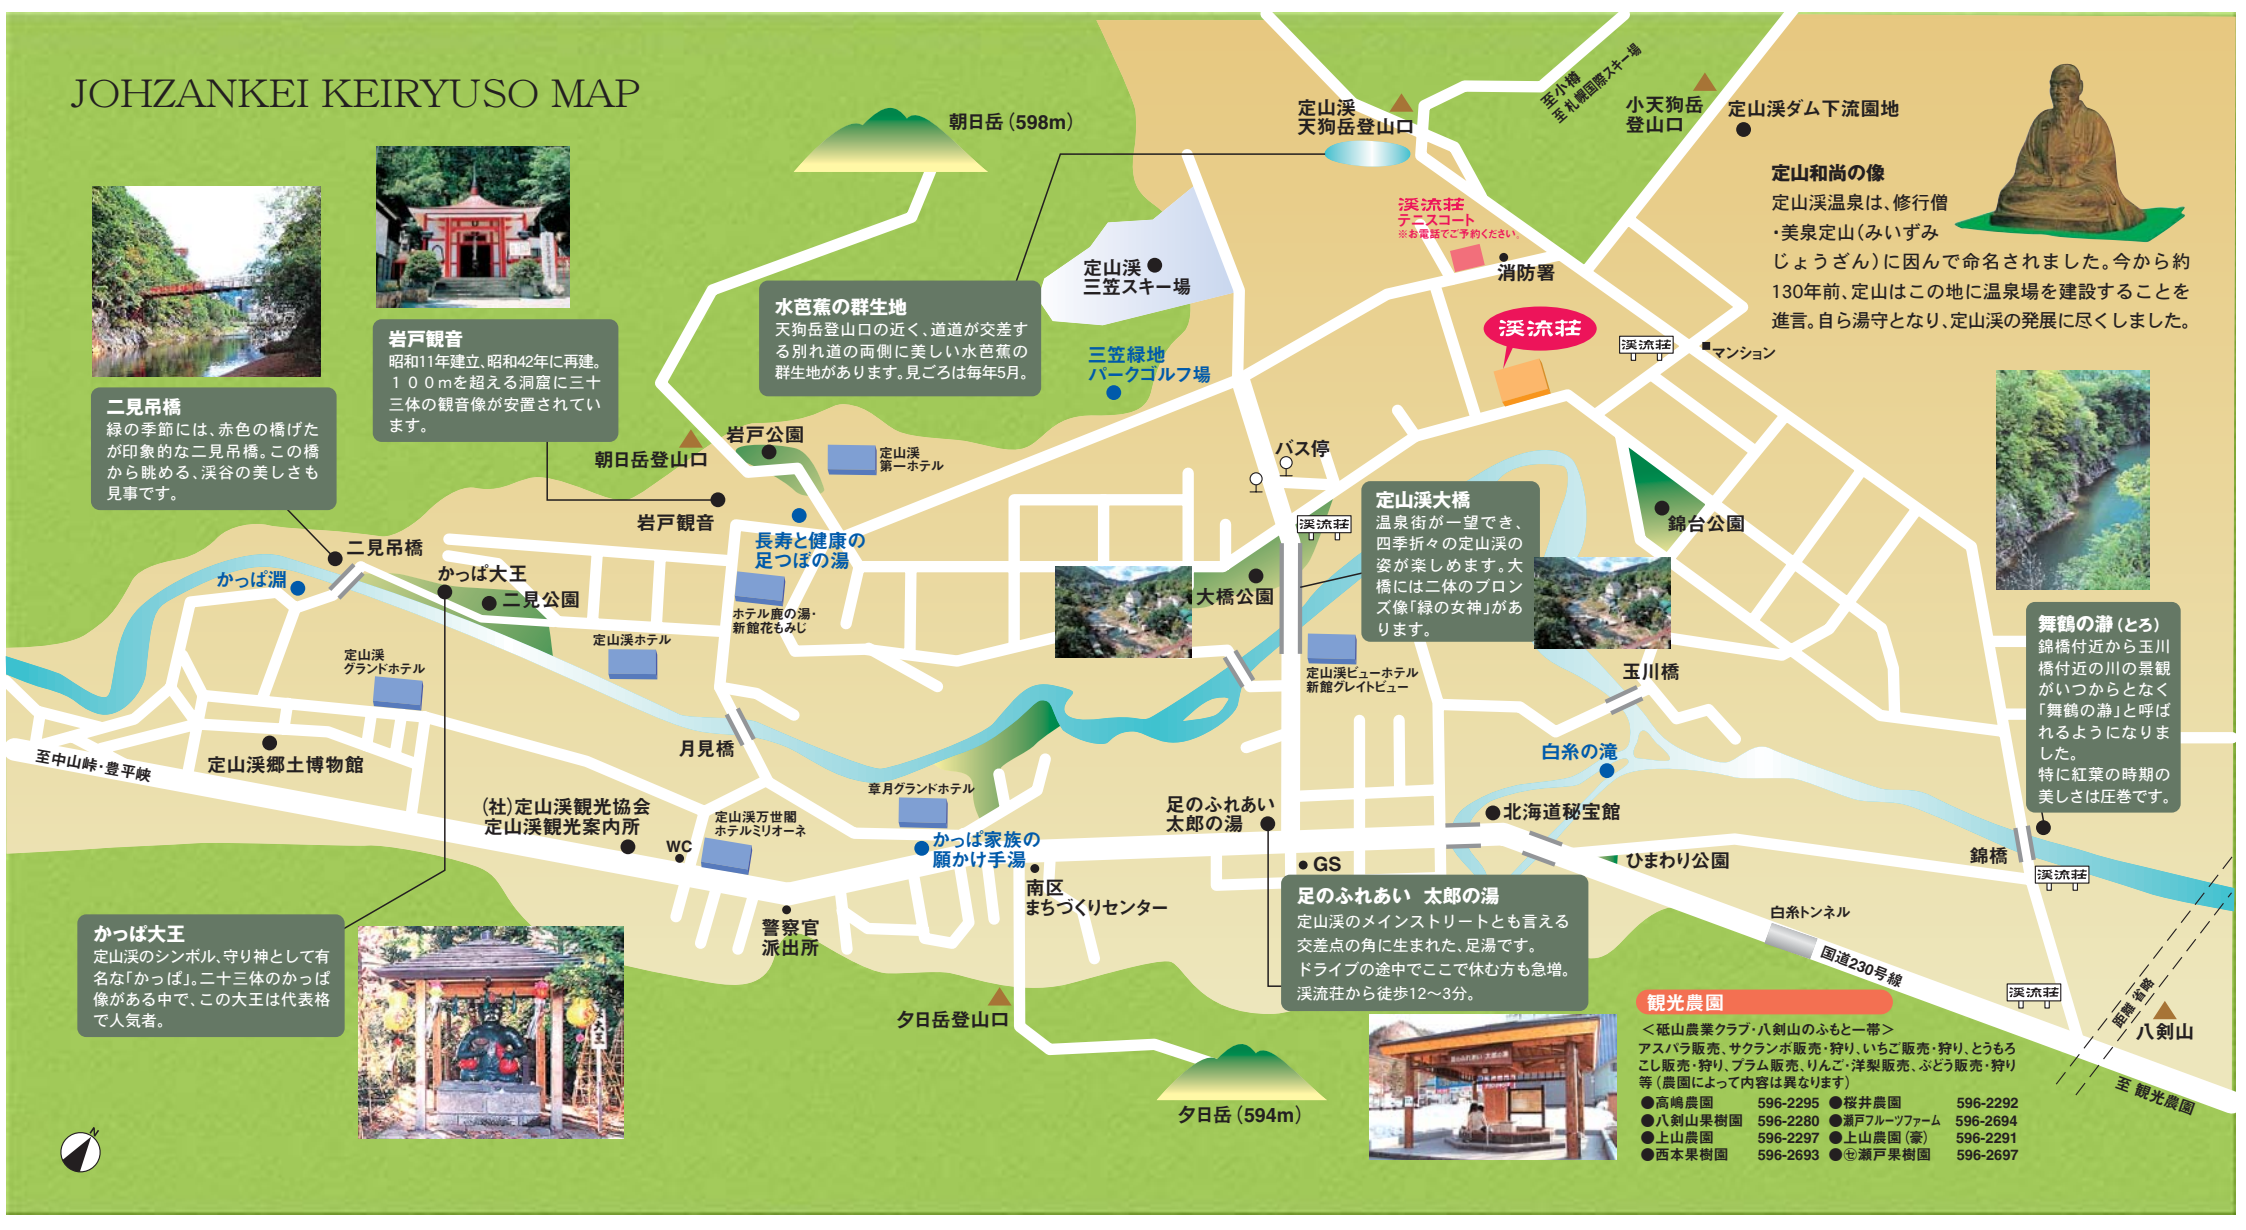 JOHZANKEI KEIRYUSO MAP
朝日岳（598m）
定山渓
天狗岳登山口
至小樽
至札幌国際スキー場
小天狗岳
登山口
定山渓ダム下流園地
定山和尚の像
定山渓温泉は、修行僧
・美泉定山（みいずみ
じょうざん）に因んで命名されました。今から約
130年前、定山はこの地に温泉場を建設することを
進言。自ら湯守となり、定山渓の発展に尽くしました。
渓流荘
テニスコート
※お電話でご予約ください。
消防署
渓流荘
渓流荘
マンション
定山渓
三笠スキー場
水芭蕉の群生地
天狗岳登山口の近く、道道が交差す
る別れ道の両側に美しい水芭蕉の
群生地があります。見ごろは毎年5月。
三笠緑地
パークゴルフ場
岩戸観音
昭和11年建立、昭和42年に再建。
１００mを超える洞窟に三十
三体の観音像が安置されてい
ます。
二見吊橋
緑の季節には、赤色の橋げた
が印象的な二見吊橋。この橋
から眺める、渓谷の美しさも
見事です。
岩戸公園
朝日岳登山口
定山渓
第一ホテル
岩戸観音
長寿と健康の
足つぼの湯
バス停
渓流荘
定山渓大橋
温泉街が一望でき、
四季折々の定山渓の
姿が楽しめます。大
橋には二体のブロン
ズ像「緑の女神」があ
ります。
錦台公園
二見吊橋
かっぱ淵
かっぱ大王
二見公園
ホテル鹿の湯・
新館花もみじ
定山渓ホテル
定山渓
グランドホテル
大橋公園
定山渓ビューホテル
新館グレイトビュー
玉川橋
舞鶴の瀞（とろ）
錦橋付近から玉川
橋付近の川の景観
がいつからとなく
「舞鶴の瀞」と呼ば
れるようになりま
した。
特に紅葉の時期の
美しさは圧巻です。
月見橋
定山渓郷土博物館
至中山峠・豊平峡
白糸の滝
(社)定山渓観光協会
定山渓観光案内所
WC
定山渓万世閣
ホテルミリオーネ
章月グランドホテル
かっぱ家族の
願かけ手湯
足のふれあい
太郎の湯
北海道秘宝館
GS
ひまわり公園
錦橋
渓流荘
南区
まちづくりセンター
警察官
派出所
足のふれあい　太郎の湯
定山渓のメインストリートとも言える
交差点の角に生まれた、足湯です。
ドライブの途中でここで休む方も急増。
渓流荘から徒歩12〜3分。
白糸トンネル
国道230号線
かっぱ大王
定山渓のシンボル、守り神として有
名な「かっぱ」。二十三体のかっぱ
像がある中で、この大王は代表格
で人気者。
大王
夕日岳登山口
夕日岳（594m）
渓流荘
距離省略
八剣山
至 観光農園
観光農園
＜砥山農業クラブ・八剣山のふもと一帯＞
アスパラ販売、サクランボ販売・狩り、いちご販売・狩り、とうもろ
こし販売・狩り、プラム販売、りんご・洋梨販売、ぶどう販売・狩り
等（農園によって内容は異なります）
●高嶋農園 596-2295 ●桜井農園 596-2292
●八剣山果樹園 596-2280 ●瀬戸フルーツファーム 596-2694
●上山農園 596-2297 ●上山農園（豪） 596-2291
●西本果樹園 596-2693 ●㋝瀬戸果樹園 596-2697
N